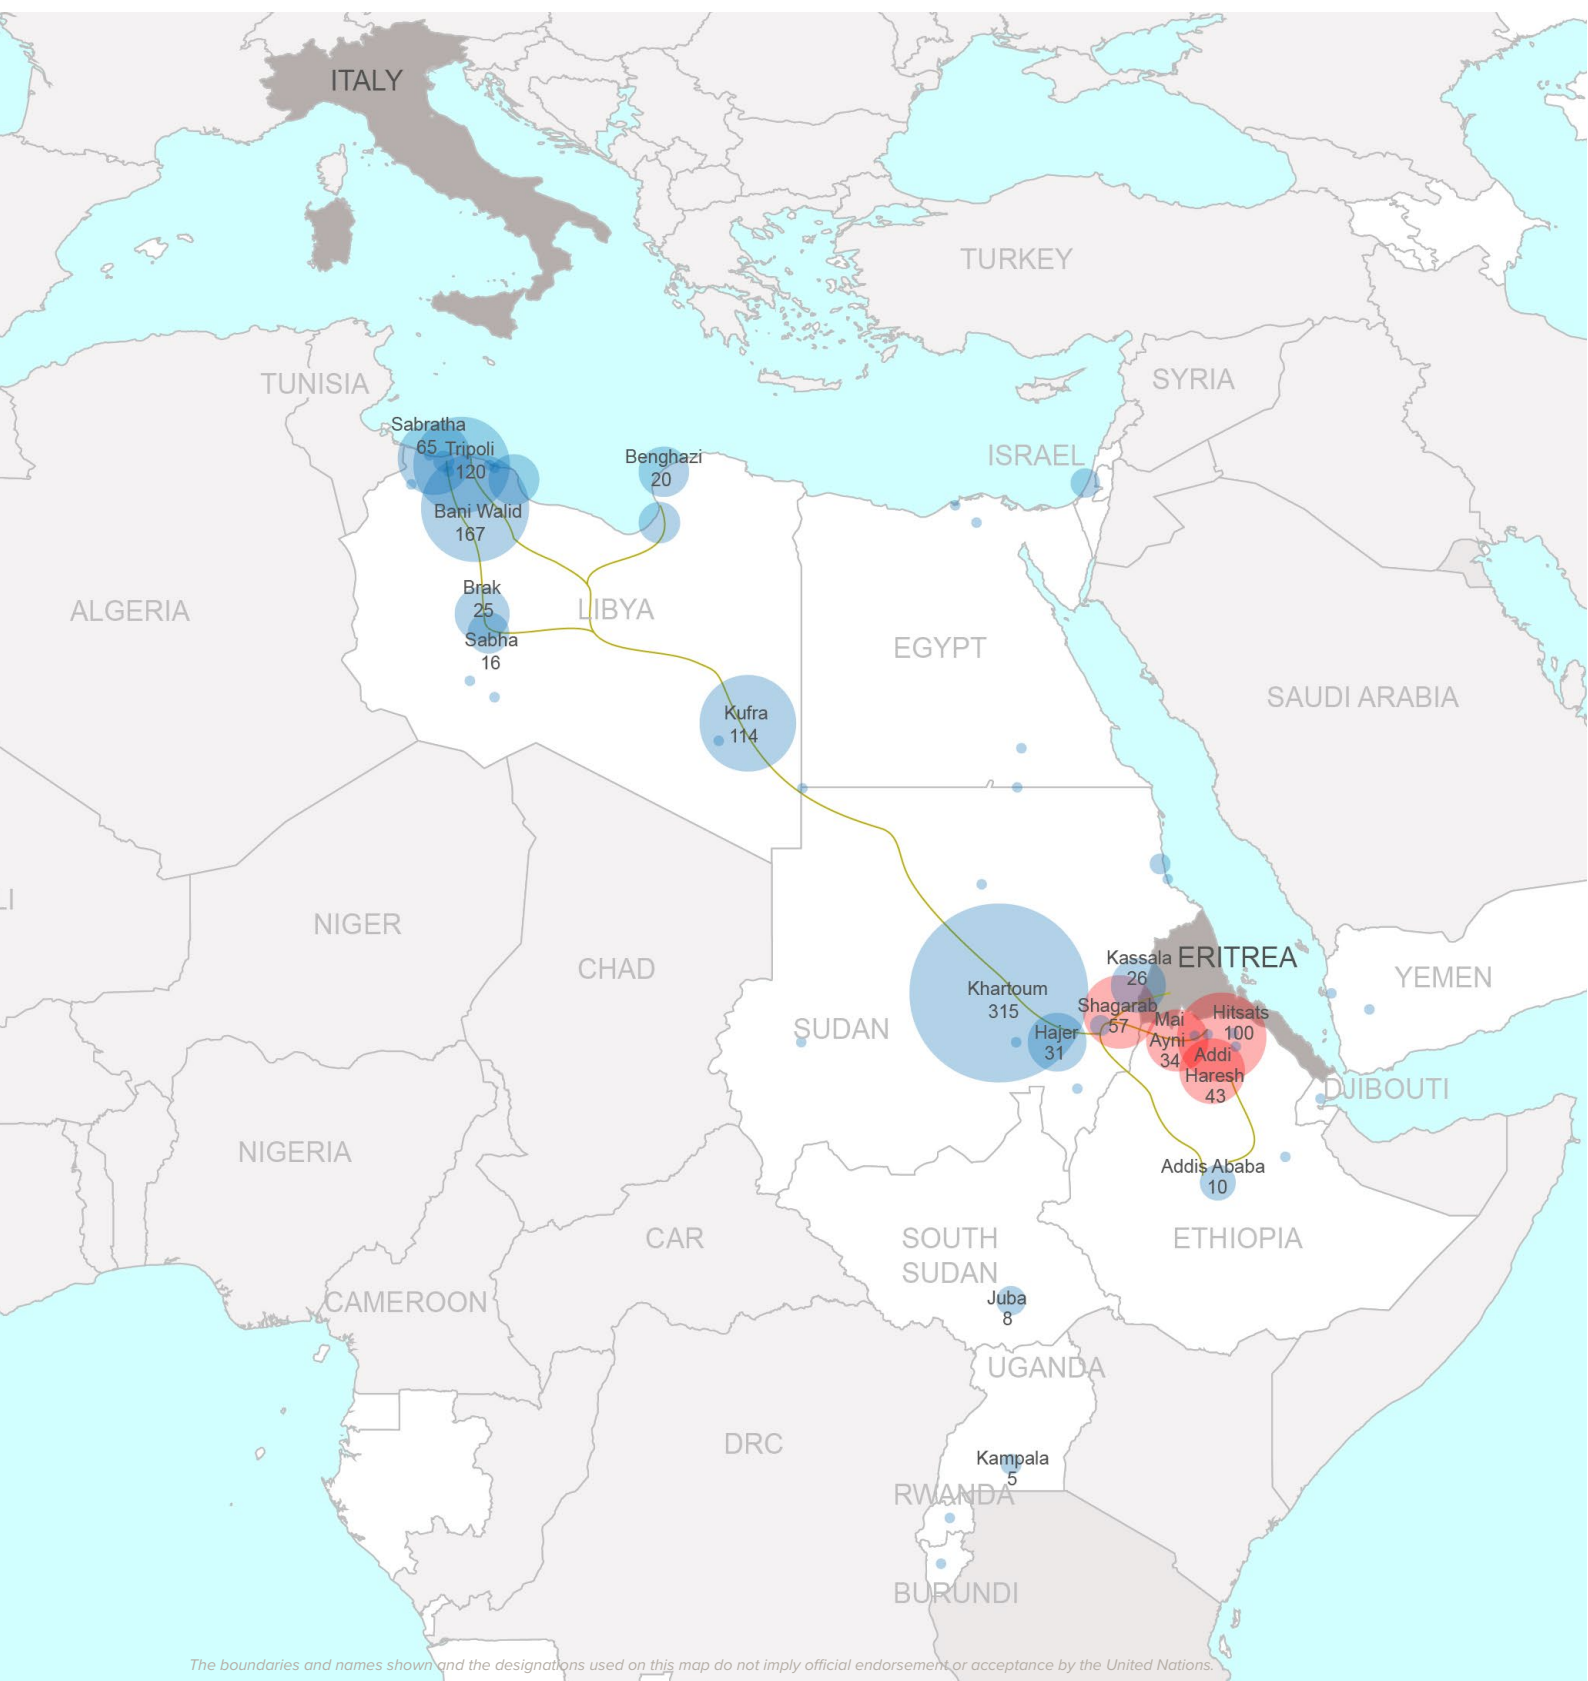 ITALY
TURKEY
TUNISIA
SYRIA
Sabratha
65
Tripoli
120
Benghazi
20
ISRAEL
Bani Walid
167
Brak
25
LIBYA
ALGERIA
Sabha
16
EGYPT
SAUDI ARABIA
Kufra
114
LI
NIGER
CHAD
Kassala
26
ERITREA
YEMEN
Khartoum
315
Shagarab
57
Hitsats
100
SUDAN
Hajer
31
Mai
Ayni
34
Addi
Haresh
43
DJIBOUTI
NIGERIA
Addis Ababa
10
CAR
SOUTH
SUDAN
ETHIOPIA
CAMEROON
Juba
8
UGANDA
DRC
Kampala
5
RWANDA
BURUNDI
The boundaries and names shown and the designations used on this map do not imply official endorsement or acceptance by the United Nations.